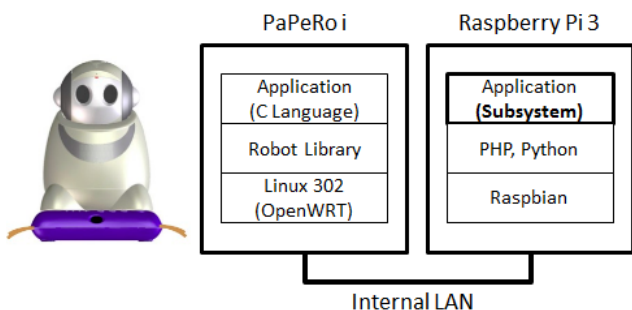 PaPeRo i
Application
(C Language)
Robot Library
Linux 302
(OpenWRT)
Raspberry Pi 3
Application
(Subsystem)
PHP, Python
Raspbian
Internal LAN